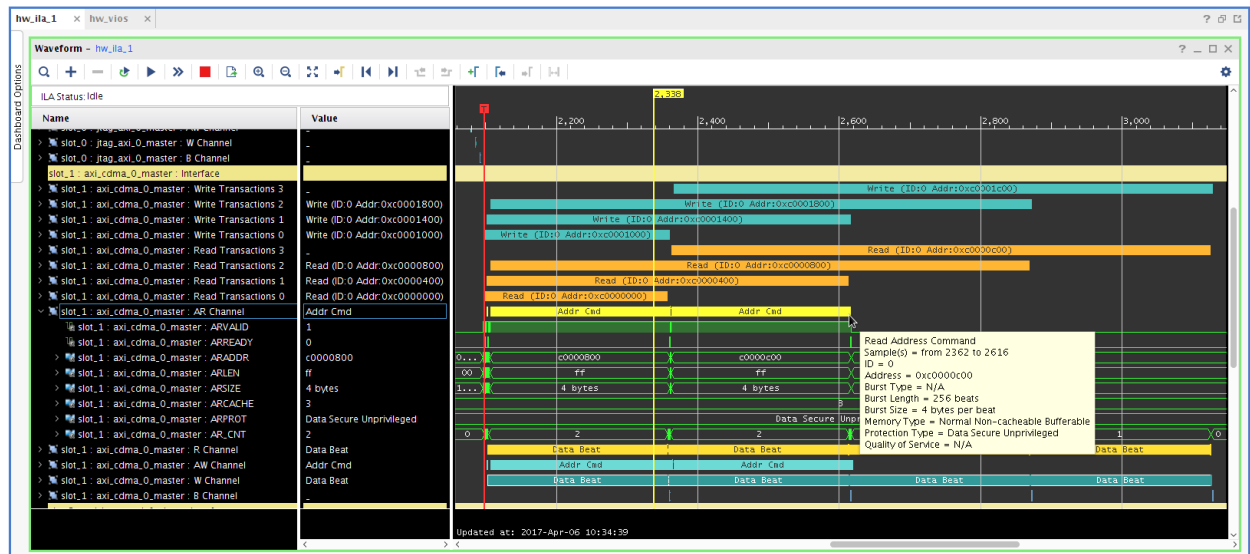 hw_ila_1 × hw_vios ×
Dashboard Options
Waveform - hw_ila_1
ILA Status: Idle
Name Value
2,338
T
2,200 2,400 2,600 2,800 3,000
slot_0 : jtag_axi_0_master : W Channel
slot_0 : jtag_axi_0_master : B Channel
slot_1 : axi_cdma_0_master : Interface
slot_1 : axi_cdma_0_master : Write Transactions 3 Write (ID:0 Addr:0xc0001c00)
slot_1 : axi_cdma_0_master : Write Transactions 2 Write (ID:0 Addr:0xc0001800) Write (ID:0 Addr:0xc0001800)
slot_1 : axi_cdma_0_master : Write Transactions 1 Write (ID:0 Addr:0xc0001400) Write (ID:0 Addr:0xc0001400)
slot_1 : axi_cdma_0_master : Write Transactions 0 Write (ID:0 Addr:0xc0001000) Write (ID:0 Addr:0xc0001000)
slot_1 : axi_cdma_0_master : Read Transactions 3 Read (ID:0 Addr:0xc0000c00)
slot_1 : axi_cdma_0_master : Read Transactions 2 Read (ID:0 Addr:0xc0000800) Read (ID:0 Addr:0xc0000800)
slot_1 : axi_cdma_0_master : Read Transactions 1 Read (ID:0 Addr:0xc0000400) Read (ID:0 Addr:0xc0000400)
slot_1 : axi_cdma_0_master : Read Transactions 0 Read (ID:0 Addr:0xc0000000) Read (ID:0 Addr:0xc0000000)
slot_1 : axi_cdma_0_master : AR Channel Addr Cmd Addr Cmd Addr Cmd
slot_1 : axi_cdma_0_master : ARVALID 1
slot_1 : axi_cdma_0_master : ARREADY 0
slot_1 : axi_cdma_0_master : ARADDR c0000800 0... c0000800 c0000c00
slot_1 : axi_cdma_0_master : ARLEN ff 00 ff ff
slot_1 : axi_cdma_0_master : ARSIZE 4 bytes 1... 4 bytes 4 bytes
slot_1 : axi_cdma_0_master : ARCACHE 3 3
slot_1 : axi_cdma_0_master : ARPROT Data Secure Unprivileged Data Secure Unpr
slot_1 : axi_cdma_0_master : AR_CNT 2 0 2 2 1 0
slot_1 : axi_cdma_0_master : R Channel Data Beat Data Beat Data Beat Data Beat
slot_1 : axi_cdma_0_master : AW Channel Addr Cmd Addr Cmd Addr Cmd
slot_1 : axi_cdma_0_master : W Channel Data Beat Data Beat Data Beat Data Beat Data Beat
slot_1 : axi_cdma_0_master : B Channel
Read Address Command
Sample(s) = from 2362 to 2616
ID = 0
Address = 0xc0000c00
Burst Type = N/A
Burst Length = 256 beats
Burst Size = 4 bytes per beat
Memory Type = Normal Non-cacheable Bufferable
Protection Type = Data Secure Unprivileged
Quality of Service = N/A
Updated at: 2017-Apr-06 10:34:39